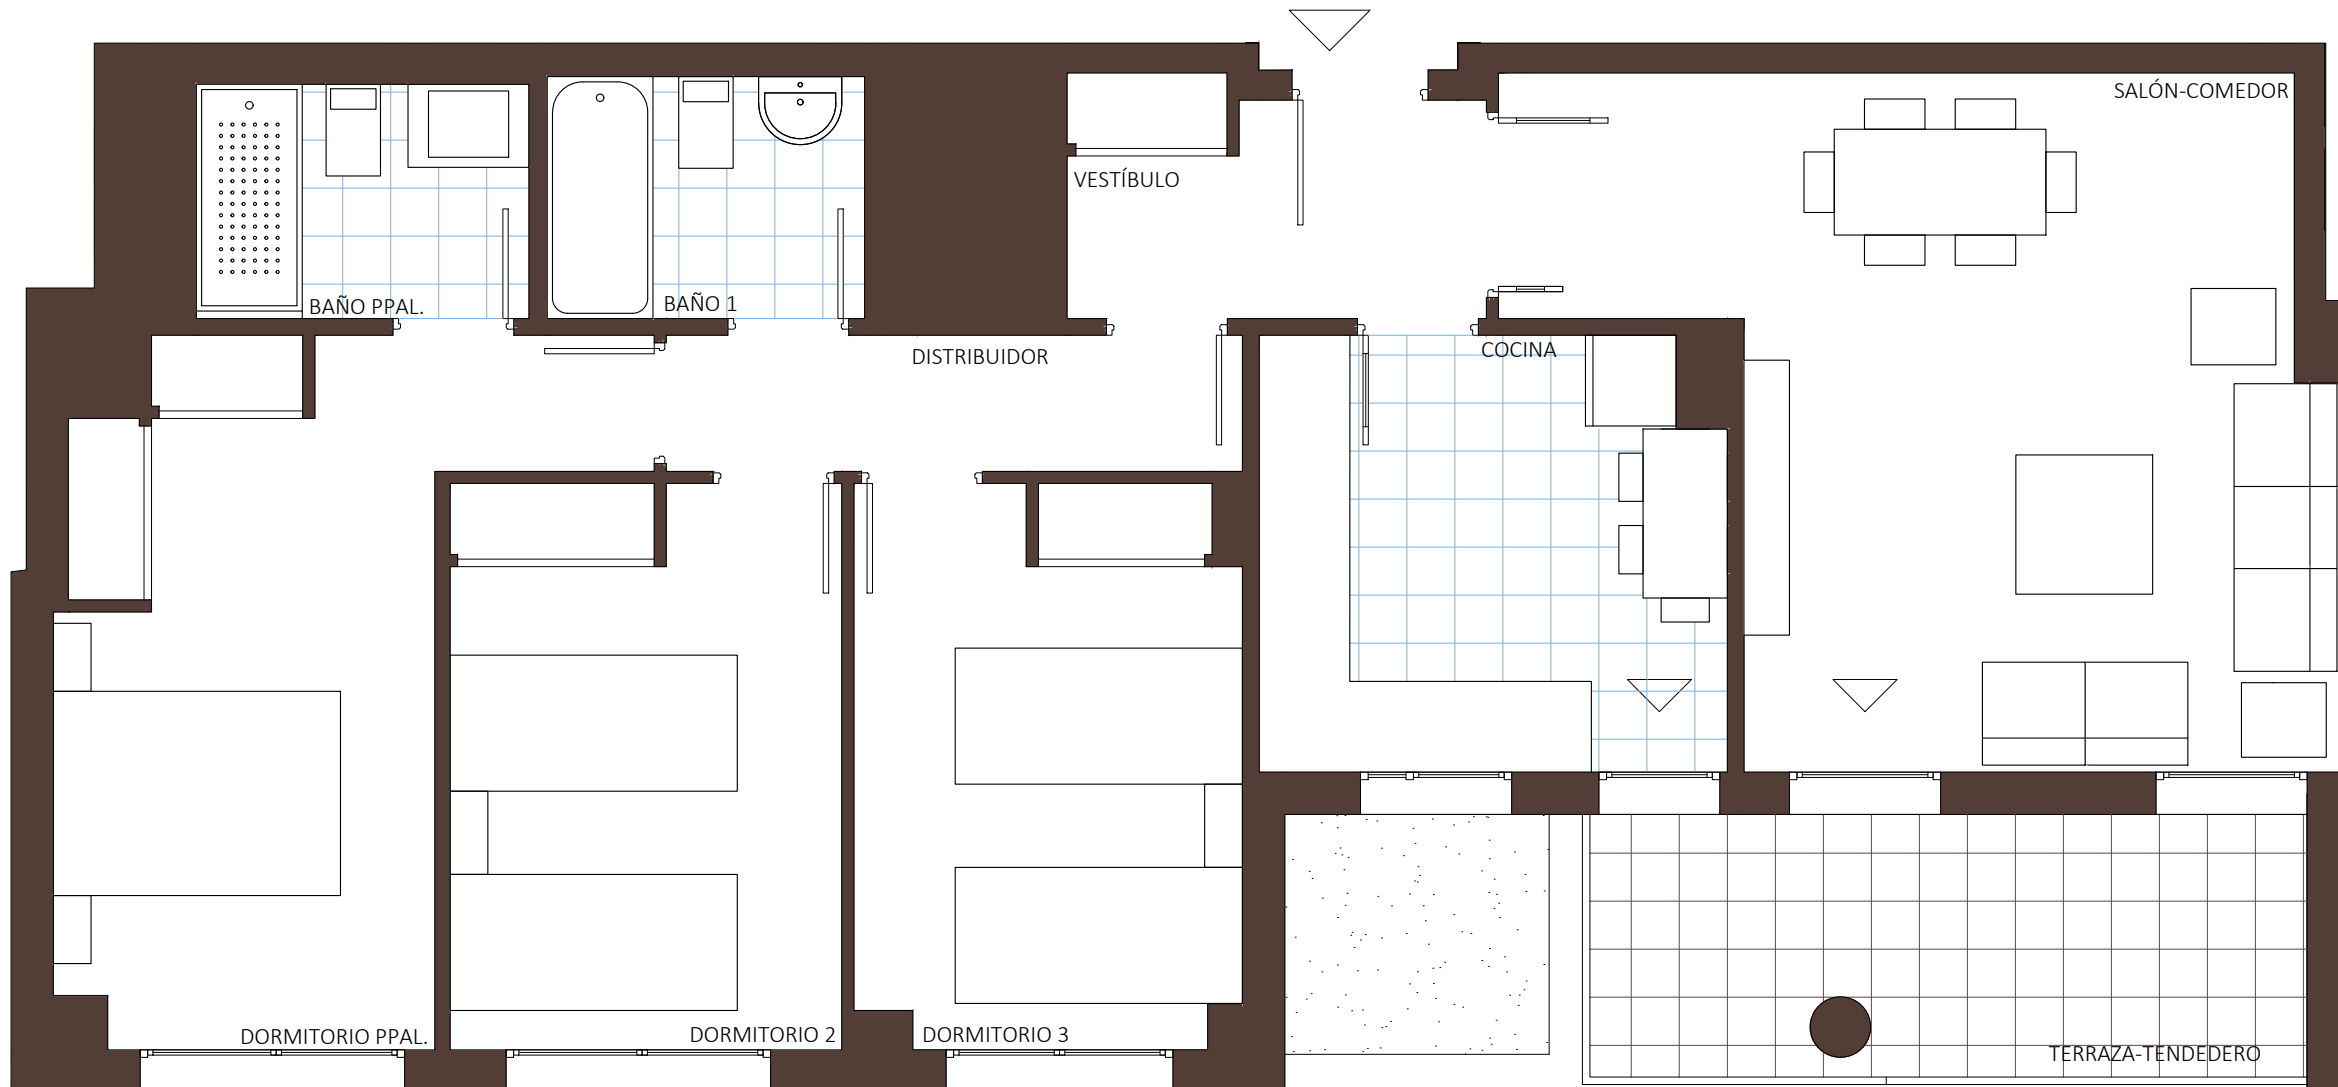 SALÓN-COMEDOR
VESTÍBULO
BAÑO PPAL.
BAÑO 1
DISTRIBUIDOR
COCINA
DORMITORIO PPAL.
DORMITORIO 2
DORMITORIO 3
TERRAZA-TENDEDERO